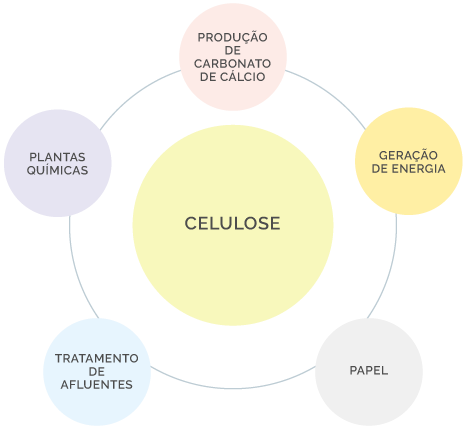 PRODUÇÃO
DE
CARBONATO
DE CÁLCIO
PLANTAS
QUÍMICAS
GERAÇÃO
DE ENERGIA
CELULOSE
TRATAMENTO
DE
AFLUENTES
PAPEL